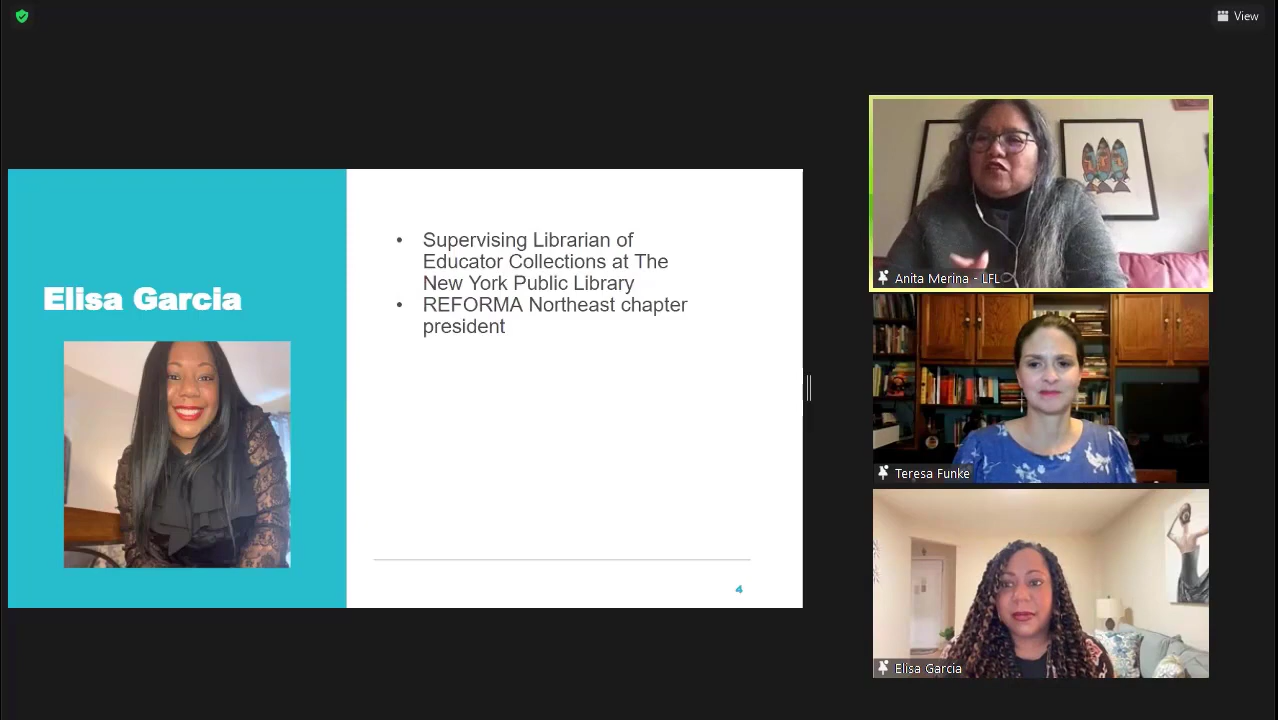 View
Elisa Garcia
• Supervising Librarian of
Educator Collections at The
New York Public Library
• REFORMA Northeast chapter
president
4
Anita Merina - LFL
Teresa Funke
Elisa Garcia